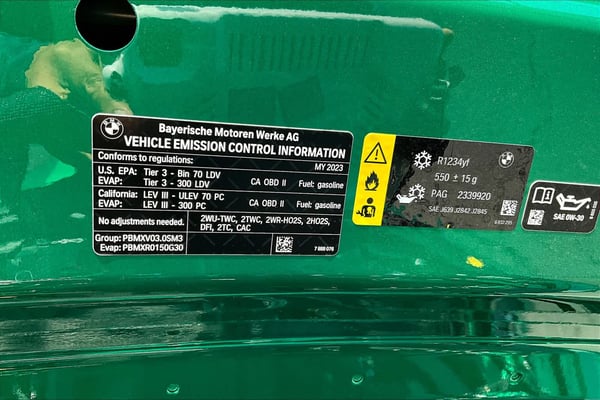 Bayerische Motoren Werke AG
VEHICLE EMISSION CONTROL INFORMATION
Conforms to regulations: MY 2023
U.S. EPA: Tier 3 - Bin 70 LDV
EVAP: Tier 3 - 300 LDV CA OBD II Fuel: gasoline
California: LEV III - ULEV 70 PC
EVAP: LEV III - 300 PC CA OBD II Fuel: gasoline
No adjustments needed. 2WU-TWC, 2TWC, 2WR-HO2S, 2HO2S,
DFI, 2TC, CAC
Group: PBMXV03.0SM3
Evap: PBMXR0150G30
BMW
R1234yf
550 ± 15 g
PAG 2339920
SAE J639 J2842 J2845
SAE 0W-30